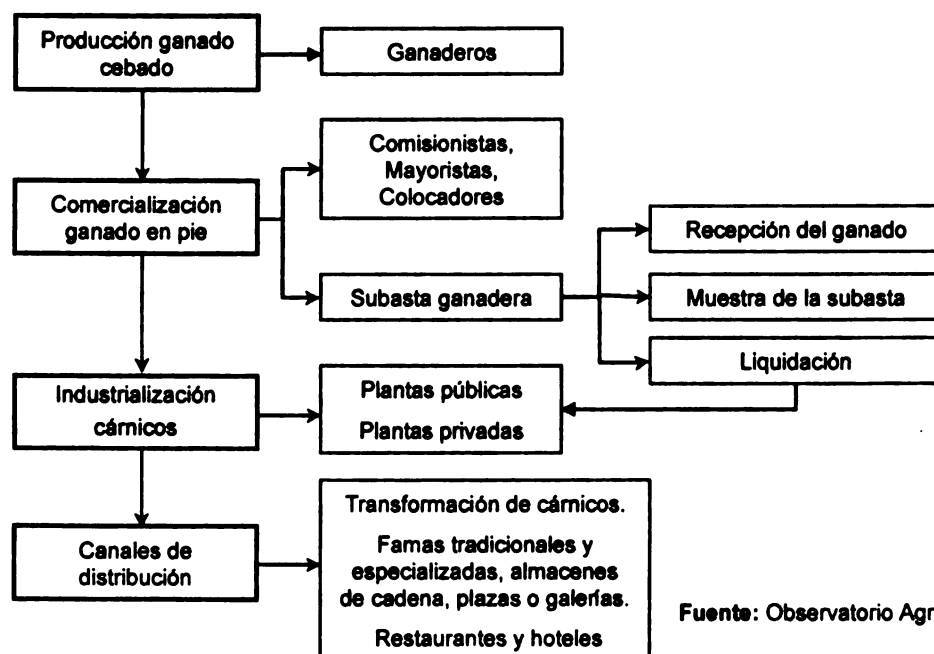 Producción ganado
cebado
Ganaderos
Comisionistas,
Mayoristas,
Colocadores
Comercialización
ganado en pie
Recepción del ganado
Subasta ganadera
Muestra de la subasta
Liquidación
Industrialización
cárnicos
Plantas públicas
Plantas privadas
Transformación de cárnicos.
Canales de
distribución
Famas tradicionales y
especializadas, almacenes
de cadena, plazas o galerías.
Restaurantes y hoteles
Fuente: Observatorio Agr